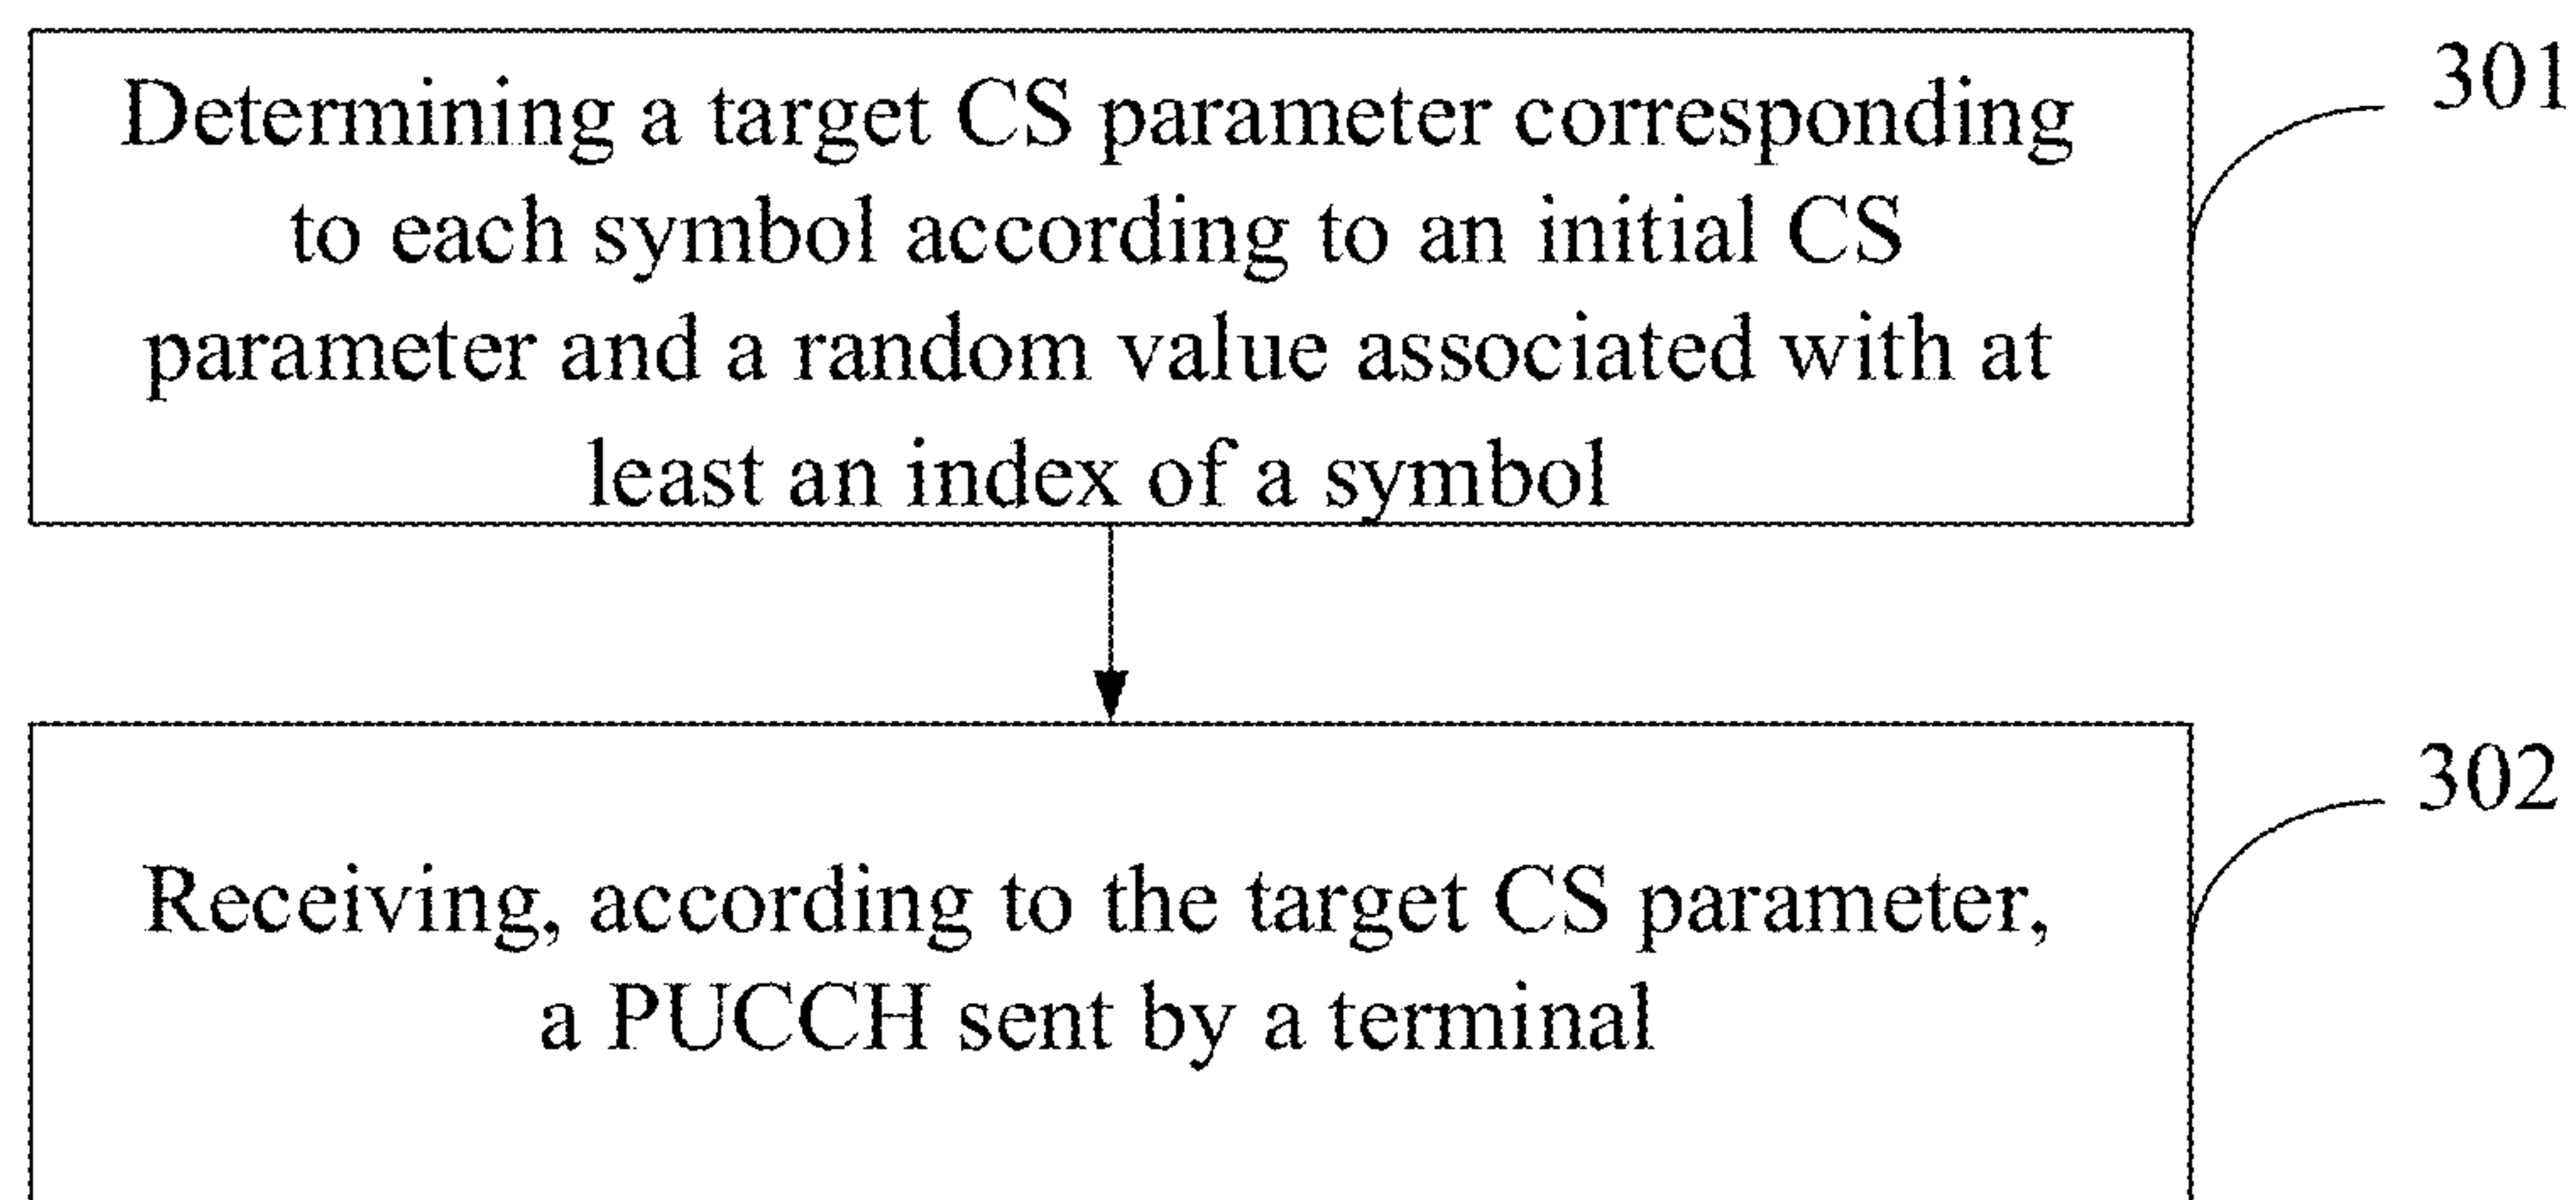 Determining a target CS parameter corresponding
to each symbol according to an initial CS
parameter and a random value associated with at
least an index of a symbol
301
Receiving, according to the target CS parameter,
a PUCCH sent by a terminal
302